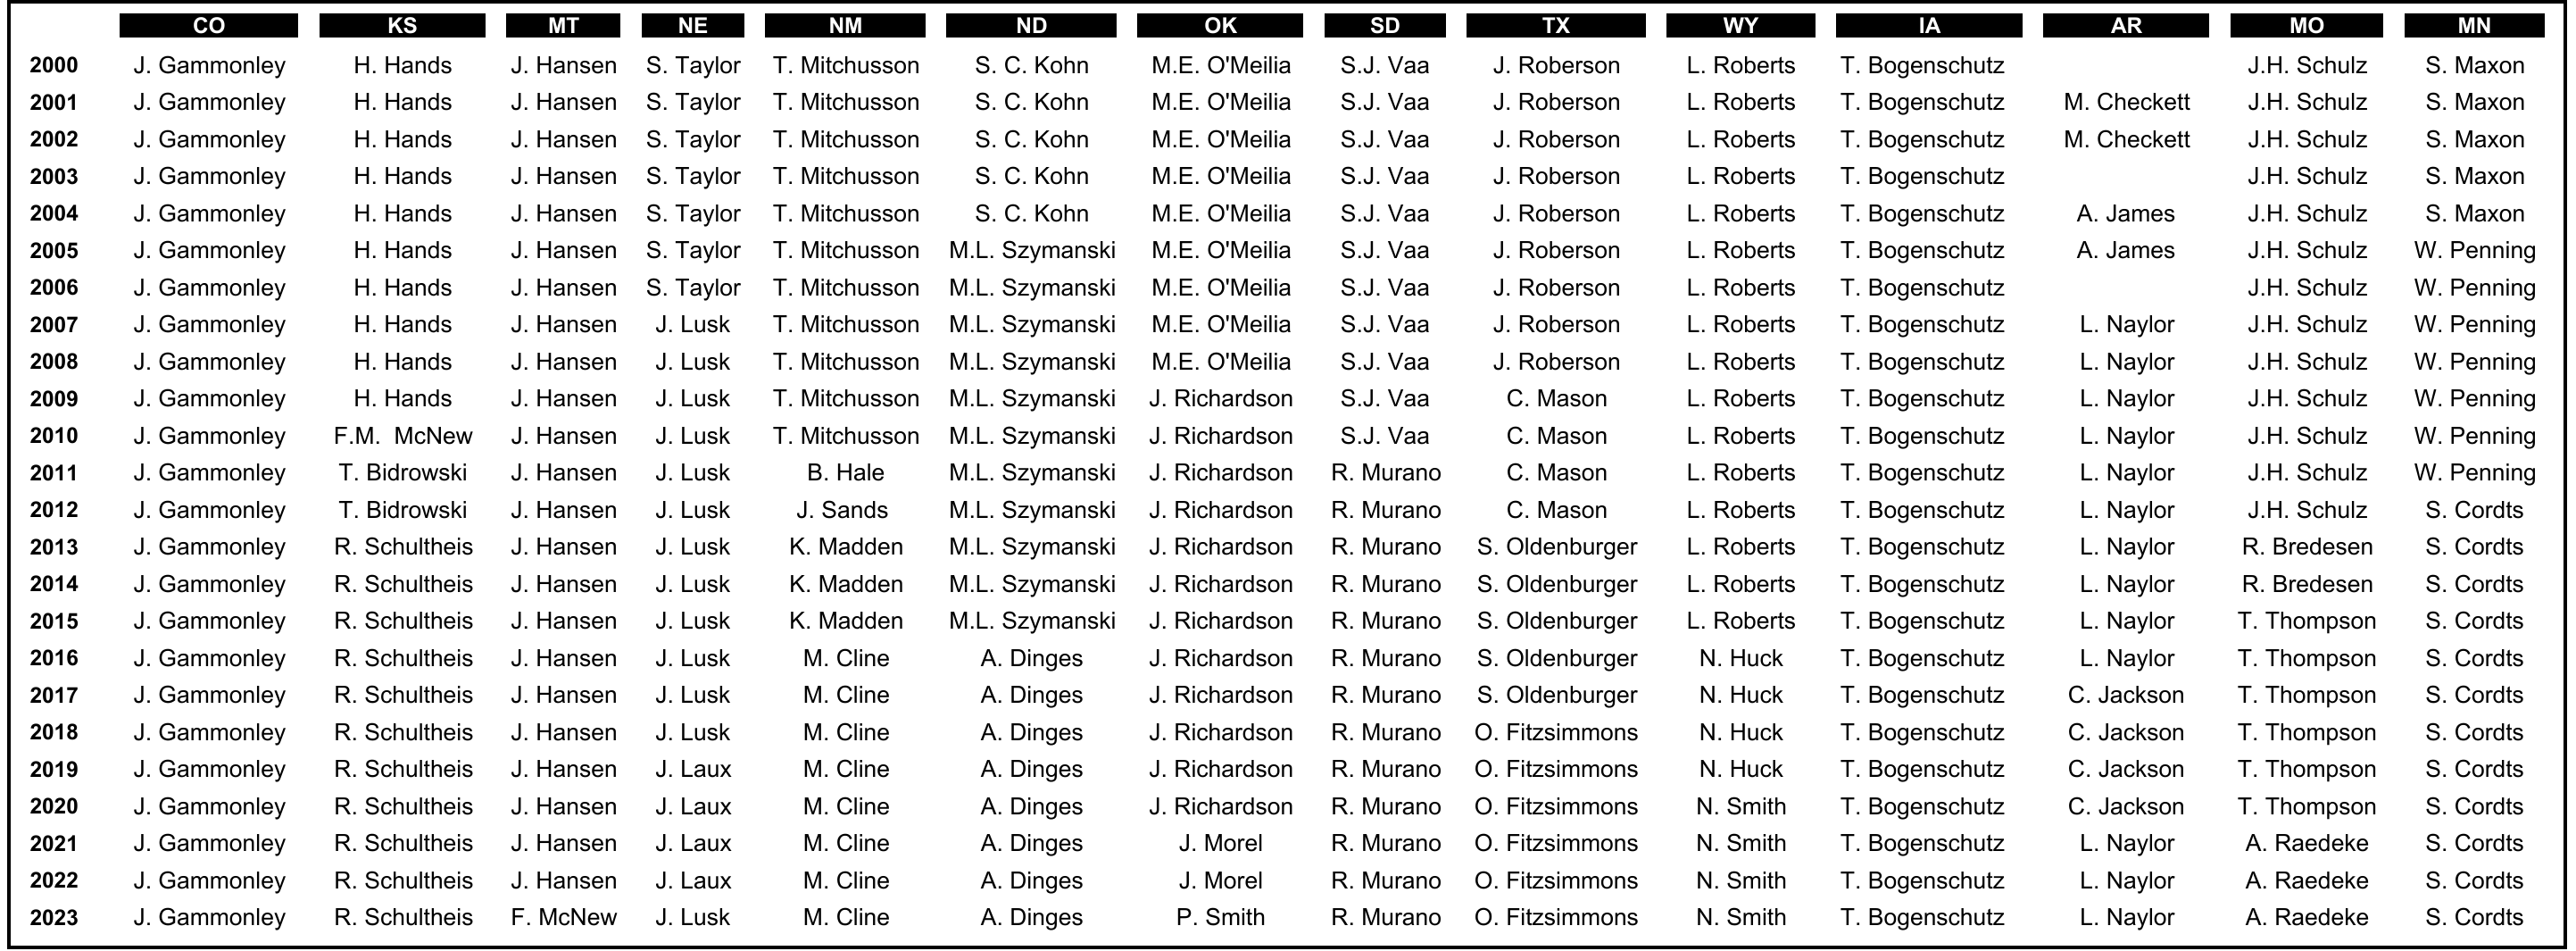 CO KS MT NE NM ND OK SD TX WY IA AR MO MN
2000 J. Gammonley H. Hands J. Hansen S. Taylor T. Mitchusson S. C. Kohn M.E. O'Meilia S.J. Vaa J. Roberson L. Roberts T. Bogenschutz J.H. Schulz S. Maxon
2001 J. Gammonley H. Hands J. Hansen S. Taylor T. Mitchusson S. C. Kohn M.E. O'Meilia S.J. Vaa J. Roberson L. Roberts T. Bogenschutz M. Checkett J.H. Schulz S. Maxon
2002 J. Gammonley H. Hands J. Hansen S. Taylor T. Mitchusson S. C. Kohn M.E. O'Meilia S.J. Vaa J. Roberson L. Roberts T. Bogenschutz M. Checkett J.H. Schulz S. Maxon
2003 J. Gammonley H. Hands J. Hansen S. Taylor T. Mitchusson S. C. Kohn M.E. O'Meilia S.J. Vaa J. Roberson L. Roberts T. Bogenschutz J.H. Schulz S. Maxon
2004 J. Gammonley H. Hands J. Hansen S. Taylor T. Mitchusson S. C. Kohn M.E. O'Meilia S.J. Vaa J. Roberson L. Roberts T. Bogenschutz A. James J.H. Schulz S. Maxon
2005 J. Gammonley H. Hands J. Hansen S. Taylor T. Mitchusson M.L. Szymanski M.E. O'Meilia S.J. Vaa J. Roberson L. Roberts T. Bogenschutz A. James J.H. Schulz W. Penning
2006 J. Gammonley H. Hands J. Hansen S. Taylor T. Mitchusson M.L. Szymanski M.E. O'Meilia S.J. Vaa J. Roberson L. Roberts T. Bogenschutz J.H. Schulz W. Penning
2007 J. Gammonley H. Hands J. Hansen J. Lusk T. Mitchusson M.L. Szymanski M.E. O'Meilia S.J. Vaa J. Roberson L. Roberts T. Bogenschutz L. Naylor J.H. Schulz W. Penning
2008 J. Gammonley H. Hands J. Hansen J. Lusk T. Mitchusson M.L. Szymanski M.E. O'Meilia S.J. Vaa J. Roberson L. Roberts T. Bogenschutz L. Naylor J.H. Schulz W. Penning
2009 J. Gammonley H. Hands J. Hansen J. Lusk T. Mitchusson M.L. Szymanski J. Richardson S.J. Vaa C. Mason L. Roberts T. Bogenschutz L. Naylor J.H. Schulz W. Penning
2010 J. Gammonley F.M. McNew J. Hansen J. Lusk T. Mitchusson M.L. Szymanski J. Richardson S.J. Vaa C. Mason L. Roberts T. Bogenschutz L. Naylor J.H. Schulz W. Penning
2011 J. Gammonley T. Bidrowski J. Hansen J. Lusk B. Hale M.L. Szymanski J. Richardson R. Murano C. Mason L. Roberts T. Bogenschutz L. Naylor J.H. Schulz W. Penning
2012 J. Gammonley T. Bidrowski J. Hansen J. Lusk J. Sands M.L. Szymanski J. Richardson R. Murano C. Mason L. Roberts T. Bogenschutz L. Naylor J.H. Schulz S. Cordts
2013 J. Gammonley R. Schultheis J. Hansen J. Lusk K. Madden M.L. Szymanski J. Richardson R. Murano S. Oldenburger L. Roberts T. Bogenschutz L. Naylor R. Bredesen S. Cordts
2014 J. Gammonley R. Schultheis J. Hansen J. Lusk K. Madden M.L. Szymanski J. Richardson R. Murano S. Oldenburger L. Roberts T. Bogenschutz L. Naylor R. Bredesen S. Cordts
2015 J. Gammonley R. Schultheis J. Hansen J. Lusk K. Madden M.L. Szymanski J. Richardson R. Murano S. Oldenburger L. Roberts T. Bogenschutz L. Naylor T. Thompson S. Cordts
2016 J. Gammonley R. Schultheis J. Hansen J. Lusk M. Cline A. Dinges J. Richardson R. Murano S. Oldenburger N. Huck T. Bogenschutz L. Naylor T. Thompson S. Cordts
2017 J. Gammonley R. Schultheis J. Hansen J. Lusk M. Cline A. Dinges J. Richardson R. Murano S. Oldenburger N. Huck T. Bogenschutz C. Jackson T. Thompson S. Cordts
2018 J. Gammonley R. Schultheis J. Hansen J. Lusk M. Cline A. Dinges J. Richardson R. Murano O. Fitzsimmons N. Huck T. Bogenschutz C. Jackson T. Thompson S. Cordts
2019 J. Gammonley R. Schultheis J. Hansen J. Laux M. Cline A. Dinges J. Richardson R. Murano O. Fitzsimmons N. Huck T. Bogenschutz C. Jackson T. Thompson S. Cordts
2020 J. Gammonley R. Schultheis J. Hansen J. Laux M. Cline A. Dinges J. Richardson R. Murano O. Fitzsimmons N. Smith T. Bogenschutz C. Jackson T. Thompson S. Cordts
2021 J. Gammonley R. Schultheis J. Hansen J. Laux M. Cline A. Dinges J. Morel R. Murano O. Fitzsimmons N. Smith T. Bogenschutz L. Naylor A. Raedeke S. Cordts
2022 J. Gammonley R. Schultheis J. Hansen J. Laux M. Cline A. Dinges J. Morel R. Murano O. Fitzsimmons N. Smith T. Bogenschutz L. Naylor A. Raedeke S. Cordts
2023 J. Gammonley R. Schultheis F. McNew J. Lusk M. Cline A. Dinges P. Smith R. Murano O. Fitzsimmons N. Smith T. Bogenschutz L. Naylor A. Raedeke S. Cordts